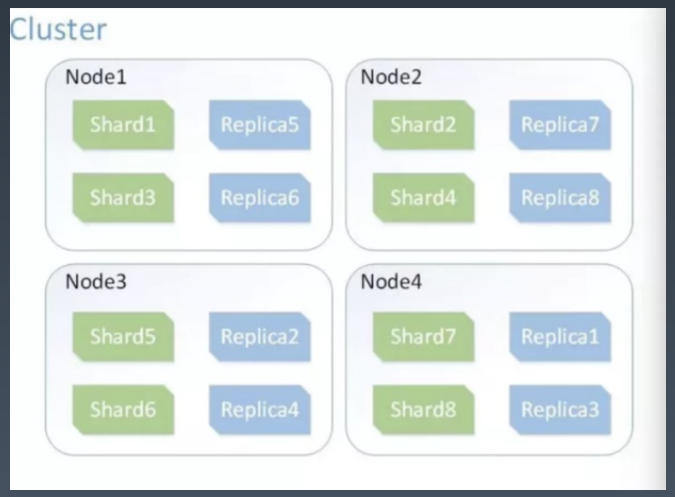 Cluster
Node1
Shard1 Replica5
Shard3 Replica6
Node2
Shard2 Replica7
Shard4 Replica8
Node3
Shard5 Replica2
Shard6 Replica4
Node4
Shard7 Replica1
Shard8 Replica3